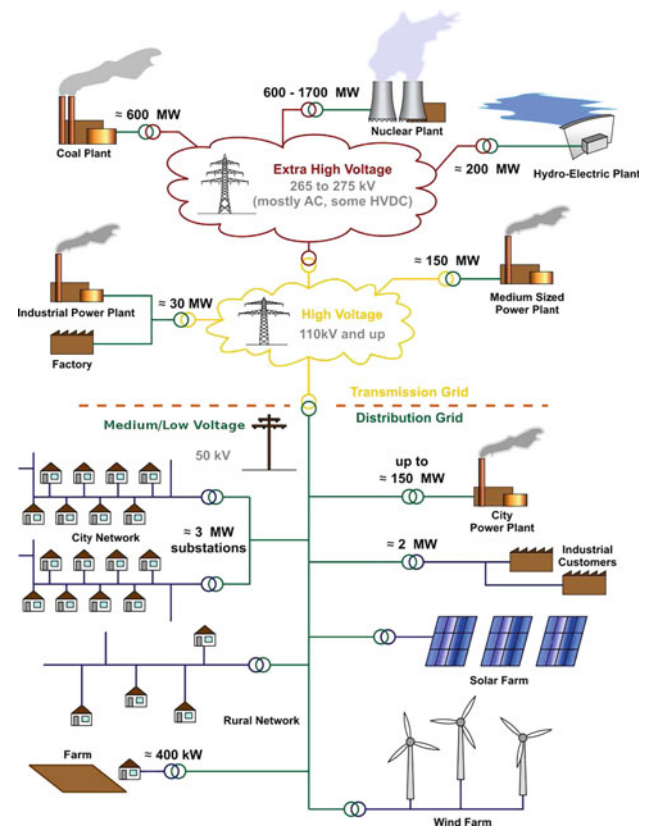 ≈ 600 MW
Coal Plant
600 - 1700 MW
Nuclear Plant
≈ 200 MW
Hydro-Electric Plant
Extra High Voltage
265 to 275 kV
(mostly AC, some HVDC)
≈ 150 MW
Medium Sized
Power Plant
Industrial Power Plant
≈ 30 MW
Factory
High Voltage
110kV and up
Transmission Grid
Distribution Grid
Medium/Low Voltage
50 kV
City Network
≈ 3 MW
substations
up to
≈ 150 MW
City
Power Plant
≈ 2 MW
Industrial
Customers
Solar Farm
Rural Network
Farm
≈ 400 kW
Wind Farm